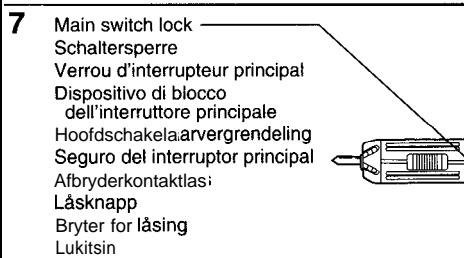 7
Main switch lock
Schaltersperre
Verrou d'interrupteur principal
Dispositivo di blocco
dell'interruttore principale
Hoofdschakelaarvergrendeling
Seguro del interruptor principal
Afbryderkontaktlas
Låsknapp
Bryter for låsing
Lukitsin